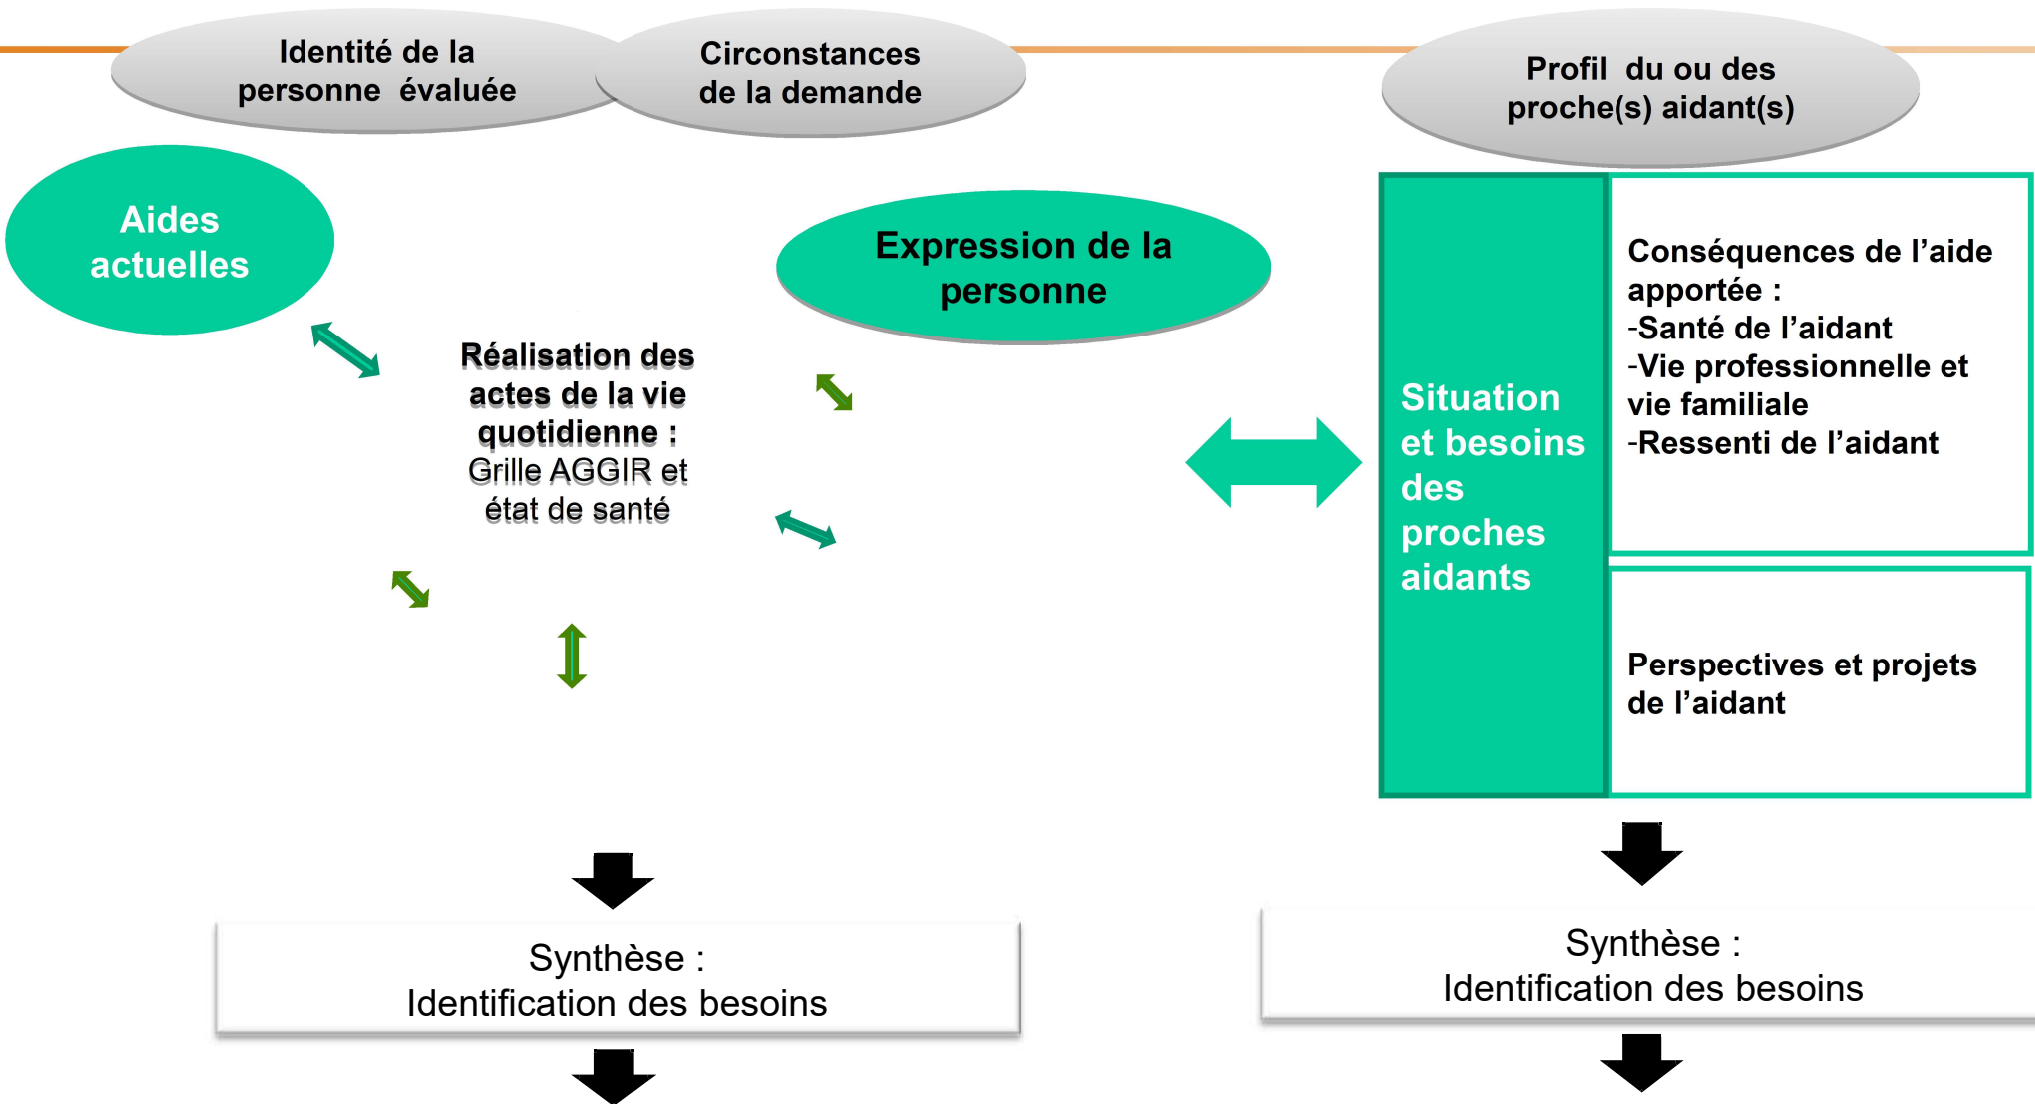 Identité de la
personne évaluée
Circonstances
de la demande
Profil du ou des
proche(s) aidant(s)
Aides
actuelles
Expression de la
personne
Réalisation des
actes de la vie
quotidienne :
Grille AGGIR et
état de santé
Situation
et besoins
des
proches
aidants
Conséquences de l’aide
apportée :
-Santé de l’aidant
-Vie professionnelle et
vie familiale
-Ressenti de l’aidant
Perspectives et projets
de l’aidant
Synthèse :
Identification des besoins
Synthèse :
Identification des besoins